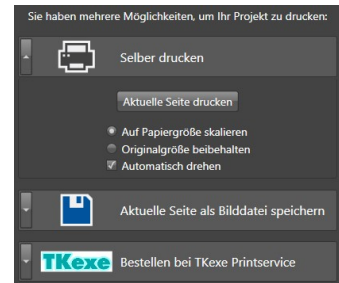 Sie haben mehrere Möglichkeiten, um Ihr Projekt zu drucken:
Selber drucken
Aktuelle Seite drucken
Auf Papiergröße skalieren
Originalgröße beibehalten
Automatisch drehen
Aktuelle Seite als Bilddatei speichern
TKexe Bestellen bei TKexe Printservice